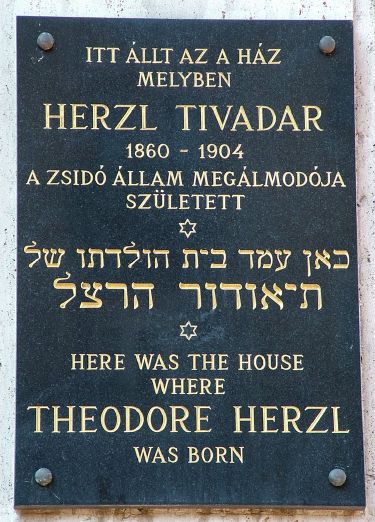 ITT ÁLLT AZ A HÁZ
MELYBEN
HERZL TIVADAR
1860 - 1904
A ZSIDÓ ÁLLAM MEGÁLMODÓJA
SZÜLETETT
כאן עמד בית הולדתו של
תיאודור הרצל
HERE WAS THE HOUSE
WHERE
THEODORE HERZL
WAS BORN